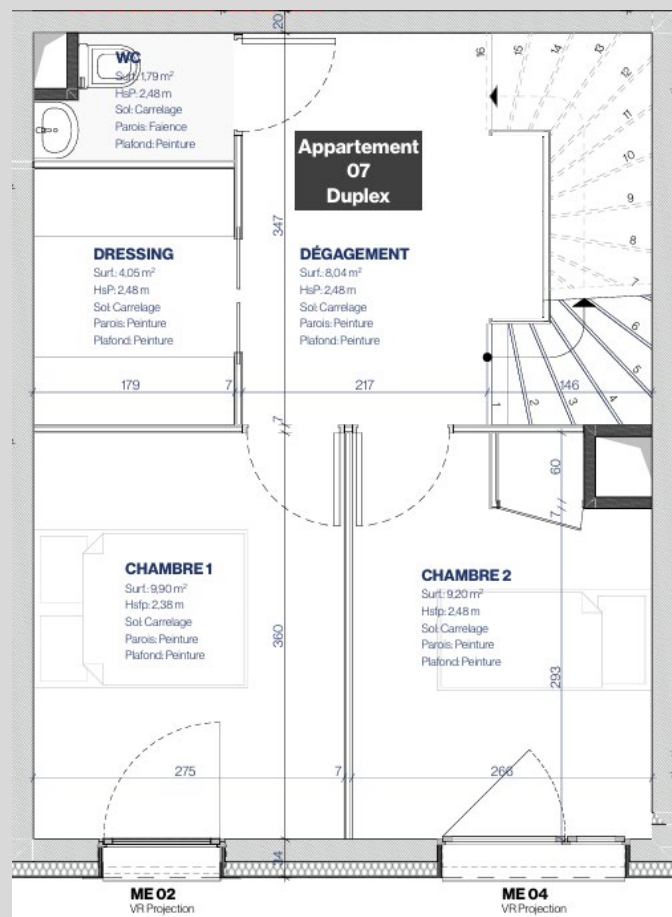 20
WC
Surf.: 1,79 m²
HsP: 2,48 m
Sol: Carrelage
Parois: Faience
Plafond: Peinture
16
15
14
13
12
11
10
9
8
7
6
5
4
3
2
1
Appartement
07
Duplex
347
DRESSING
Surf.: 4,05 m²
HsP: 2,48 m
Sol: Carrelage
Parois: Peinture
Plafond: Peinture
DÉGAGEMENT
Surf.: 8,04 m²
HsP: 2,48 m
Sol: Carrelage
Parois: Peinture
Plafond: Peinture
179
7
217
146
7
60
7
CHAMBRE 1
Surf.: 9,90 m²
Hsfp: 2,38 m
Sol: Carrelage
Parois: Peinture
Plafond: Peinture
CHAMBRE 2
Surf.: 9,20 m²
Hsfp: 2,48 m
Sol: Carrelage
Parois: Peinture
Plafond: Peinture
360
293
275
7
266
34
ME 02
VR Projection
ME 04
VR Projection